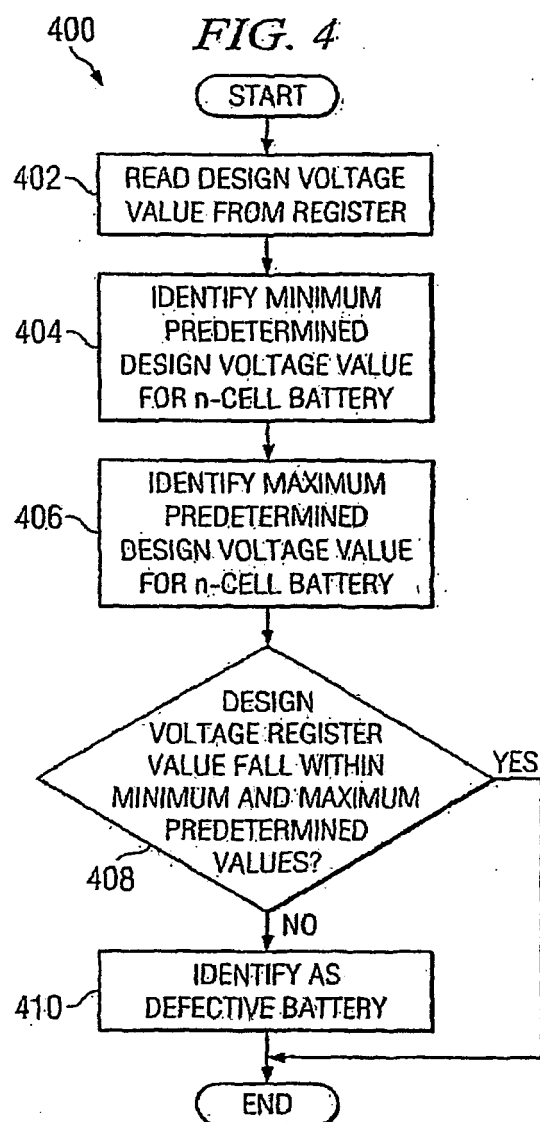 FIG. 4
400
START
402
READ DESIGN VOLTAGE
VALUE FROM REGISTER
404
IDENTIFY MINIMUM
PREDETERMINED
DESIGN VOLTAGE VALUE
FOR n-CELL BATTERY
406
IDENTIFY MAXIMUM
PREDETERMINED
DESIGN VOLTAGE VALUE
FOR n-CELL BATTERY
DESIGN
VOLTAGE REGISTER
VALUE FALL WITHIN
MINIMUM AND MAXIMUM
PREDETERMINED
VALUES?
408
YES
NO
410
IDENTIFY AS
DEFECTIVE BATTERY
END